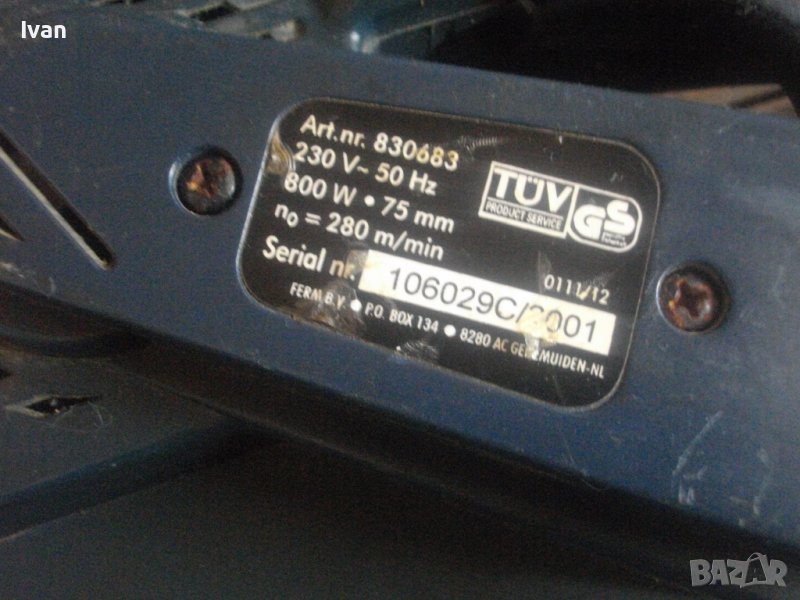 Ivan
Art.nr. 830683
230 V~ 50 Hz
800 W • 75 mm
n₀ = 280 m/min
TÜV
PRODUCT SERVICE
GS
Serial nr. 106029C/2001
0111/12
FERM B.V. • P.O. BOX 134 • 8280 AC GENEMUIDEN-NL
BAZAR